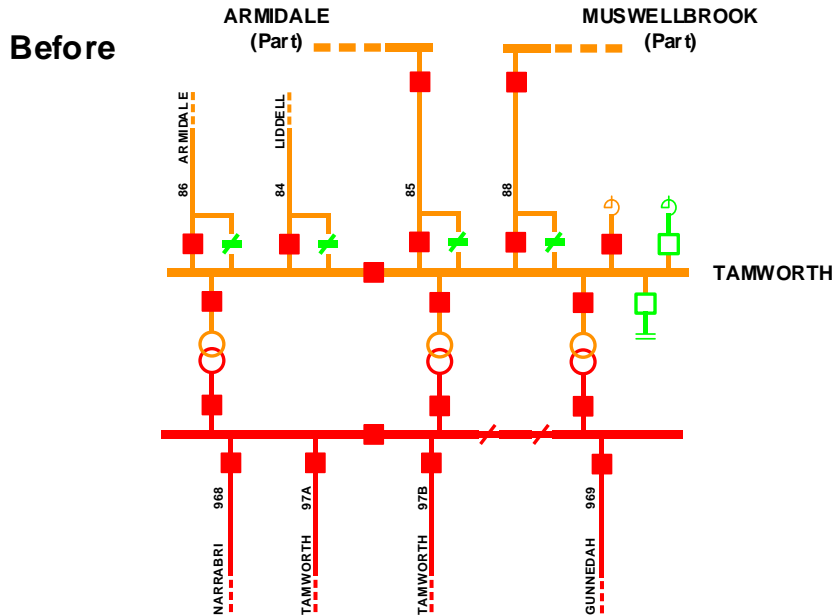 Before
ARMIDALE
(Part)
MUSWELLBROOK
(Part)
86 ARMIDALE
84 LIDDELL
85
88
TAMWORTH
NARRABRI 968
TAMWORTH 97A
TAMWORTH 97B
GUNNEDAH 969